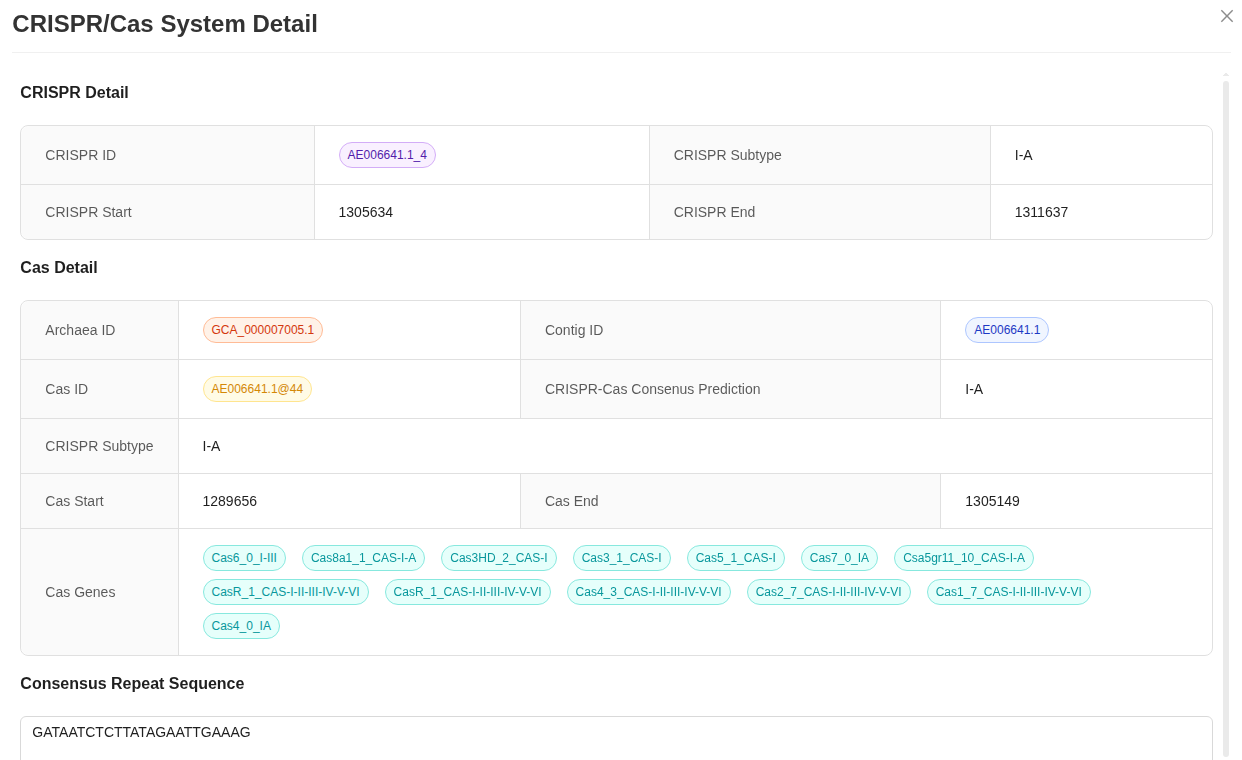 CRISPR/Cas System Detail
CRISPR Detail
CRISPR ID AE006641.1_4 CRISPR Subtype I-A
CRISPR Start 1305634 CRISPR End 1311637
Cas Detail
Archaea ID GCA_000007005.1 Contig ID AE006641.1
Cas ID AE006641.1@44 CRISPR-Cas Consenus Prediction I-A
CRISPR Subtype I-A
Cas Start 1289656 Cas End 1305149
Cas6_0_I-III Cas8a1_1_CAS-I-A Cas3HD_2_CAS-I Cas3_1_CAS-I Cas5_1_CAS-I Cas7_0_IA Csa5gr11_10_CAS-I-A
Cas Genes CasR_1_CAS-I-II-III-IV-V-VI CasR_1_CAS-I-II-III-IV-V-VI Cas4_3_CAS-I-II-III-IV-V-VI Cas2_7_CAS-I-II-III-IV-V-VI Cas1_7_CAS-I-II-III-IV-V-VI
Cas4_0_IA
Consensus Repeat Sequence
GATAATCTCTTATAGAATTGAAAG